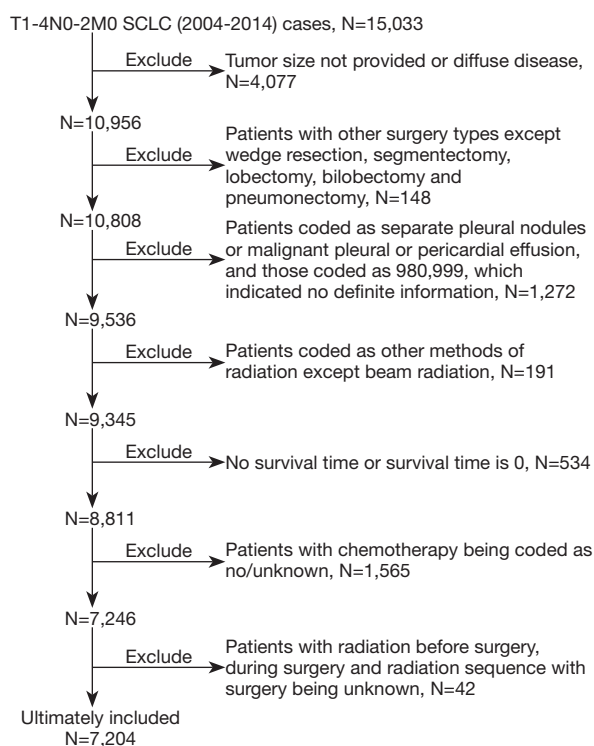 T1-4N0-2M0 SCLC (2004-2014) cases, N=15,033
Exclude
Tumor size not provided or diffuse disease,
N=4,077
N=10,956
Exclude
Patients with other surgery types except
wedge resection, segmentectomy,
lobectomy, bilobectomy and
pneumonectomy, N=148
N=10,808
Exclude
Patients coded as separate pleural nodules
or malignant pleural or pericardial effusion,
and those coded as 980,999, which
indicated no definite information, N=1,272
N=9,536
Exclude
Patients coded as other methods of
radiation except beam radiation, N=191
N=9,345
Exclude
No survival time or survival time is 0, N=534
N=8,811
Exclude
Patients with chemotherapy being coded as
no/unknown, N=1,565
N=7,246
Exclude
Patients with radiation before surgery,
during surgery and radiation sequence with
surgery being unknown, N=42
Ultimately included
N=7,204